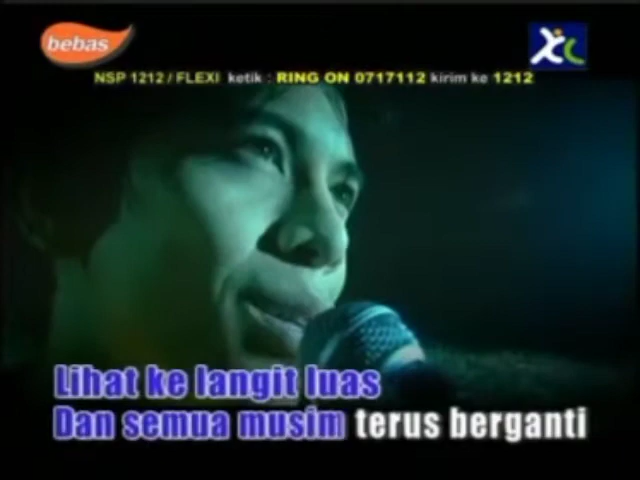 bebas
XL
NSP 1212 / FLEXI ketik : RING ON 0717112 kirim ke 1212
Lihat ke langit luas
Dan semua musim terus berganti